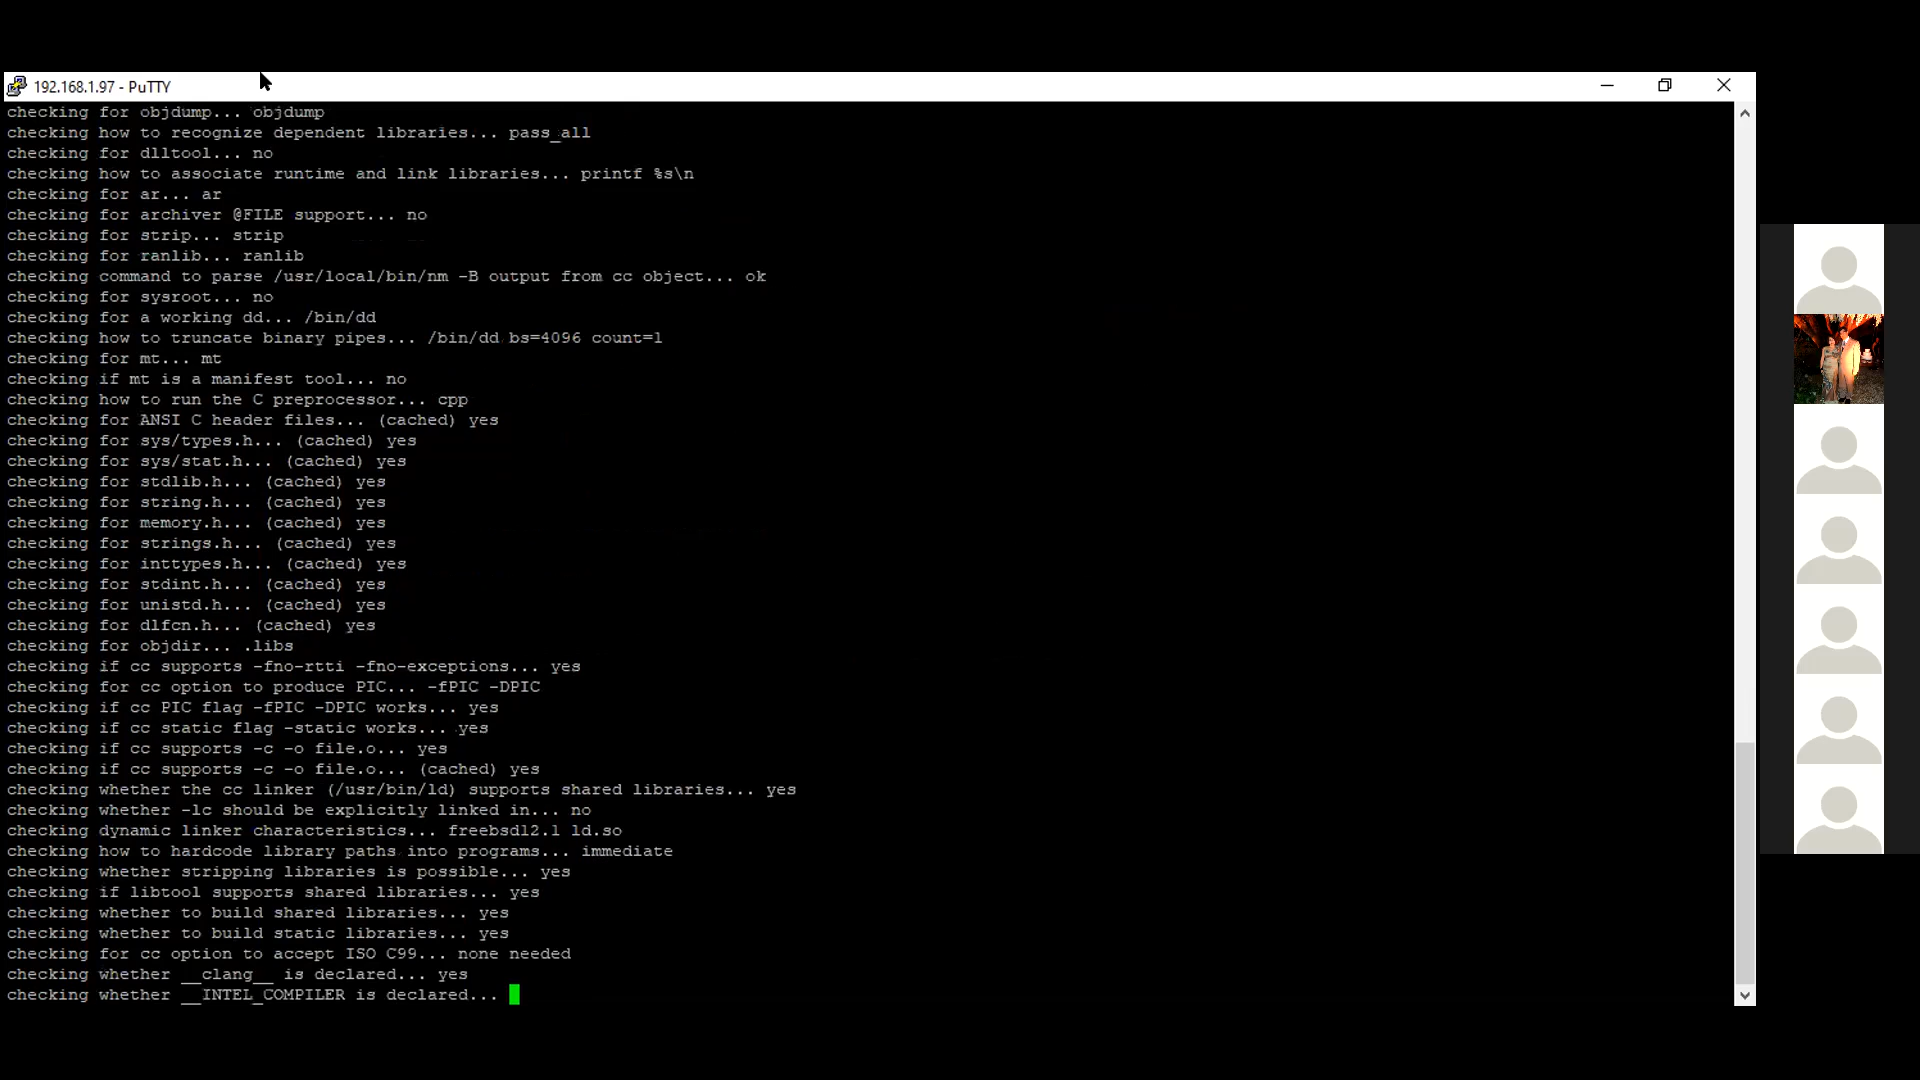 192.168.1.97 - PuTTY
checking for objdump... objdump
checking how to recognize dependent libraries... pass_all
checking for dlltool... no
checking how to associate runtime and link libraries... printf %s\n
checking for ar... ar
checking for archiver @FILE support... no
checking for strip... strip
checking for ranlib... ranlib
checking command to parse /usr/local/bin/nm -B output from cc object... ok
checking for sysroot... no
checking for a working dd... /bin/dd
checking how to truncate binary pipes... /bin/dd bs=4096 count=1
checking for mt... mt
checking if mt is a manifest tool... no
checking how to run the C preprocessor... cpp
checking for ANSI C header files... (cached) yes
checking for sys/types.h... (cached) yes
checking for sys/stat.h... (cached) yes
checking for stdlib.h... (cached) yes
checking for string.h... (cached) yes
checking for memory.h... (cached) yes
checking for strings.h... (cached) yes
checking for inttypes.h... (cached) yes
checking for stdint.h... (cached) yes
checking for unistd.h... (cached) yes
checking for dlfcn.h... (cached) yes
checking for objdir... .libs
checking if cc supports -fno-rtti -fno-exceptions... yes
checking for cc option to produce PIC... -fPIC -DPIC
checking if cc PIC flag -fPIC -DPIC works... yes
checking if cc static flag -static works... yes
checking if cc supports -c -o file.o... yes
checking if cc supports -c -o file.o... (cached) yes
checking whether the cc linker (/usr/bin/ld) supports shared libraries... yes
checking whether -lc should be explicitly linked in... no
checking dynamic linker characteristics... freebsd12.1 ld.so
checking how to hardcode library paths into programs... immediate
checking whether stripping libraries is possible... yes
checking if libtool supports shared libraries... yes
checking whether to build shared libraries... yes
checking whether to build static libraries... yes
checking for cc option to accept ISO C99... none needed
checking whether __clang__ is declared... yes
checking whether __INTEL_COMPILER is declared...